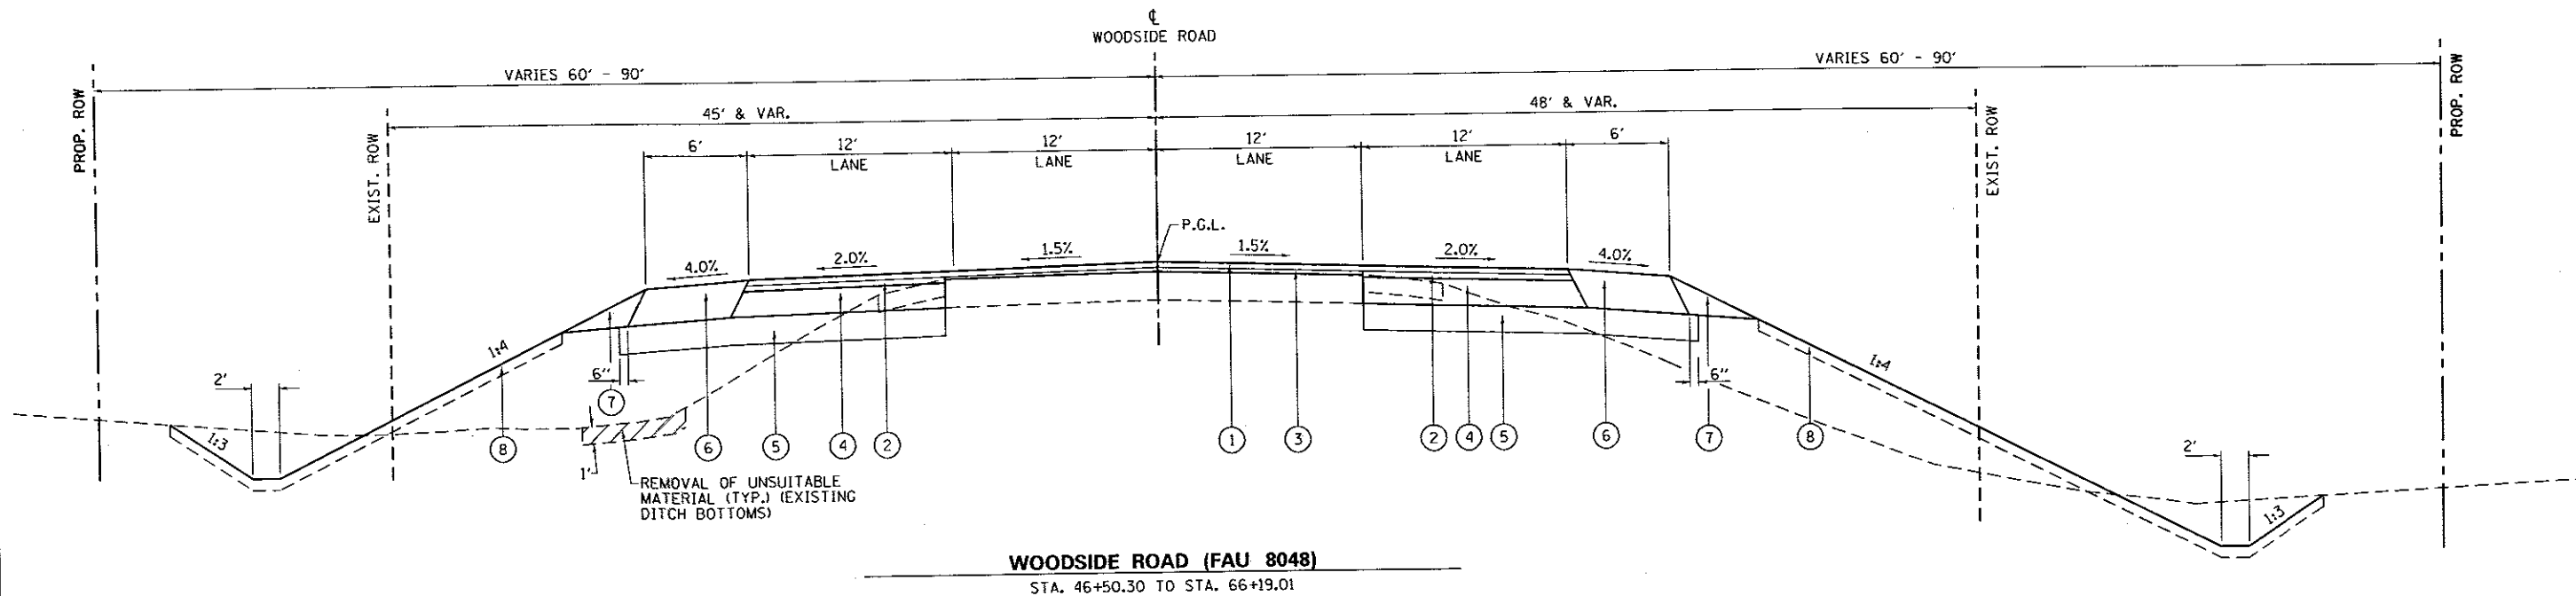 ℄
WOODSIDE ROAD
VARIES 60' - 90'
VARIES 60' - 90'
PROP. ROW
PROP. ROW
45' & VAR.
48' & VAR.
EXIST. ROW
EXIST. ROW
6'
12'
LANE
12'
LANE
12'
LANE
12'
LANE
6'
P.G.L.
4.0%
2.0%
1.5%
1.5%
2.0%
4.0%
1:4
1:4
2'
6"
6"
2'
1:3
1:3
7
8
6
5
4
2
1
3
2
4
5
6
7
8
1'
REMOVAL OF UNSUITABLE
MATERIAL (TYP.) (EXISTING
DITCH BOTTOMS)
WOODSIDE ROAD (FAU 8048)
STA. 46+50.30 TO STA. 66+19.01